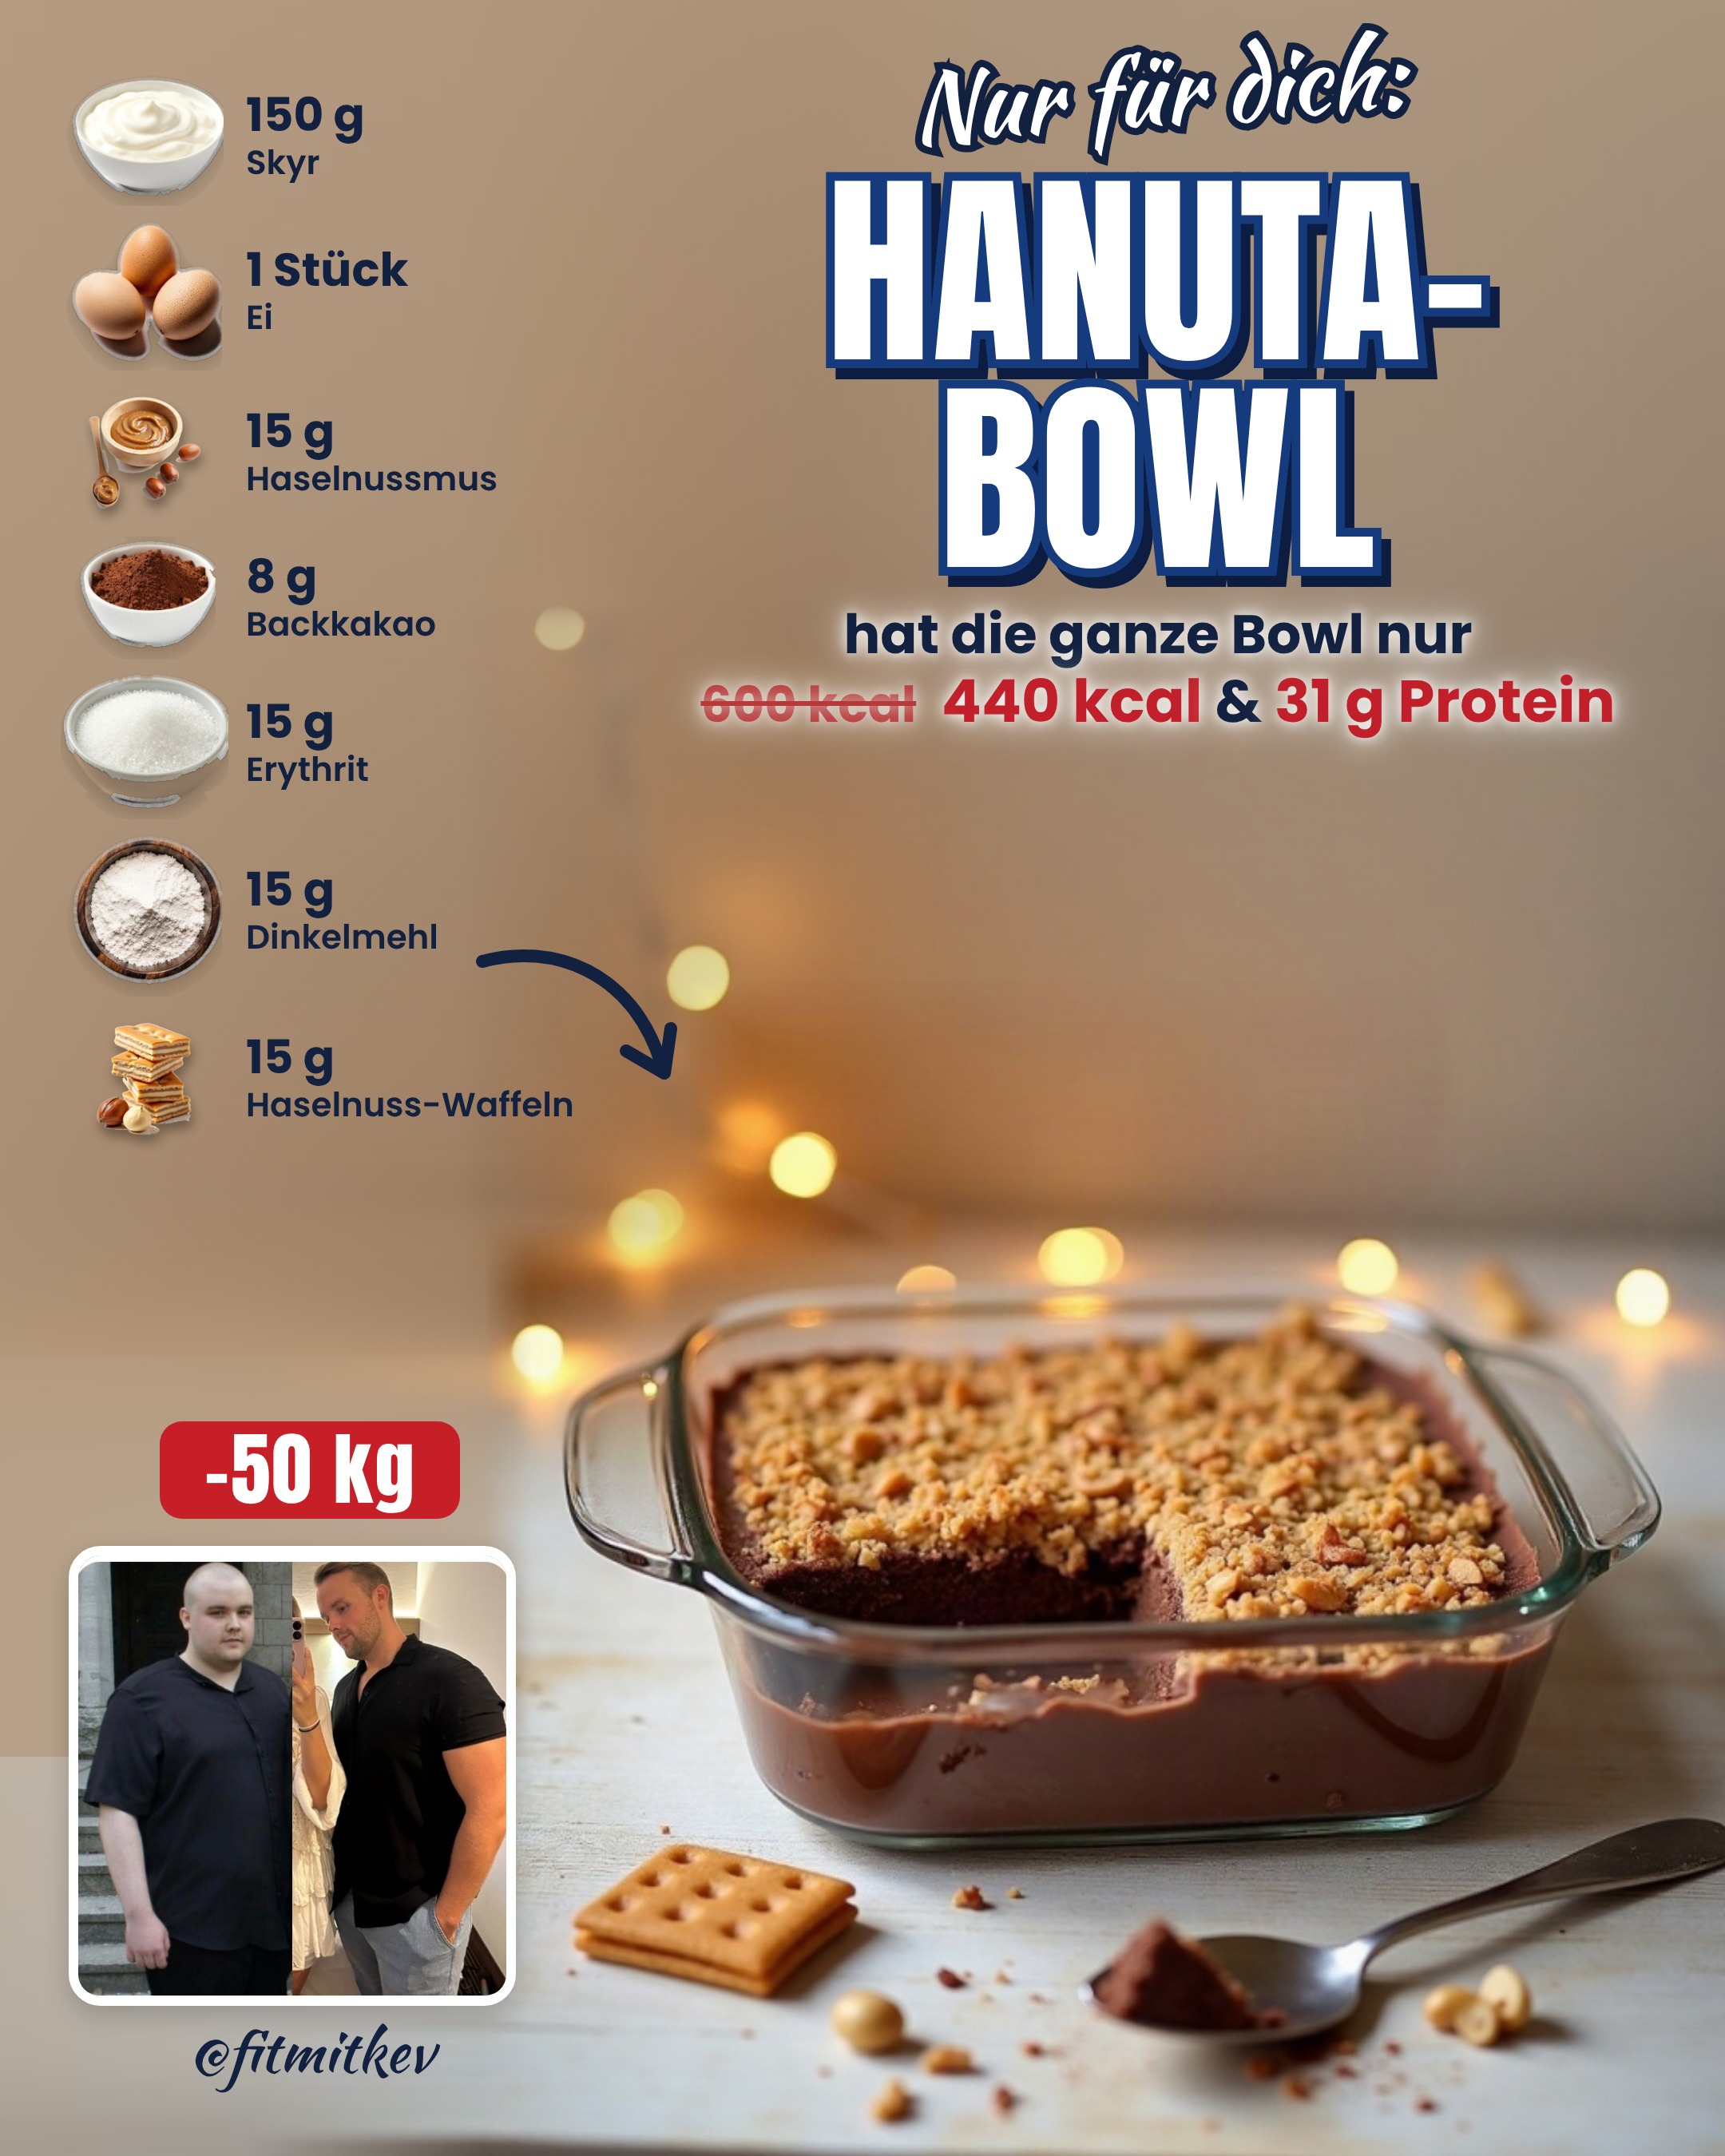 Nur für dich:
HANUTA-
BOWL
hat die ganze Bowl nur
600 kcal 440 kcal & 31 g Protein
150 g
Skyr
1 Stück
Ei
15 g
Haselnussmus
8 g
Backkakao
15 g
Erythrit
15 g
Dinkelmehl
15 g
Haselnuss-Waffeln
-50 kg
@fitmitkev